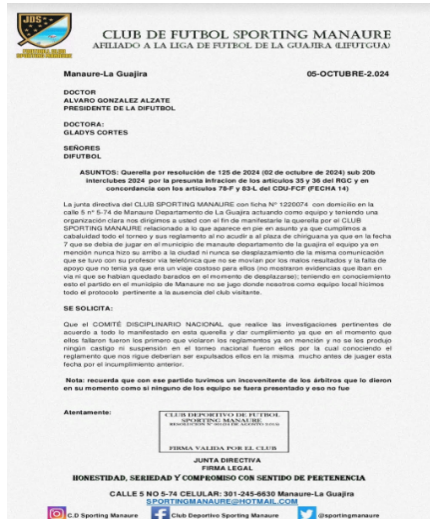 JDS
CLUB DE FUTBOL SPORTING MANAURE
AFILIADO A LA LIGA DE FUTBOL DE LA GUAJIRA (LIFUTGUA)
Manaure-La Guajira 05-OCTUBRE-2.024
DOCTOR
ALVARO GONZALEZ ALZATE
PRESIDENTE DE LA DIFUTBOL
DOCTORA:
GLADYS CORTES
SEÑORES
DIFUTBOL
ASUNTOS: Querella por resolución de 125 de 2024 (02 de octubre de 2024) sub 20b
interclubes 2024 por la presunta infracion de los artículos 35 y 36 del RGC y en
concordancia con los artículos 78-F y 83-L del CDU-FCF (FECHA 14)
La junta directiva del CLUB SPORTING MANAURE con ficha Nº 1220074 con domicilio en la
calle 5 nº 5-74 de Manaure Departamento de La Guajira actuando como equipo y teniendo una
organización clara nos dirigimos a usted con el fin de manifestarle la querella por el CLUB
SPORTING MANAURE relacionado a lo que aparece en pie en asunto ya que cumplimos a
cabalidad todo el torneo y sus reglamento al no acudir a al plaza de chiriguana ya que en la fecha
7 que se debia de jugar en el municipio de manaure departamento de la guajira el equipo ya en
mención nunca hizo su arribo a la ciudad ni nunca se desplazamiento de la misma comunicación
que se tuvo con su profesor via telefónica que no se movian por los malos resultados y la falta de
apoyo que no tenia ya que era un viaje costoso para ellos (no mostraron evidencias que iban en
via ni que se habían quedado barados en el momento de desplazarse); teniendo en conociemiento
esto el partido en el municipio de Manaure no se jugo donde nosotros como equipo local hicimos
todo el protocolo pertinente a la ausencia del club visitante.
SE SOLICITA:
Que el COMITÉ DISCIPLINARIO NACIONAL que realice las investigaciones pertinentes de
acuerdo a todo lo manifestado en esta querella y dar cumplimiento ya que en el momento que
ellos fallaron fueron los primero que violaron los reglamentos ya en mención y no se les produjo
ningún castigo ni suspensión en el torneo nacional fueron ellos por la cual conociendo el
reglamento que nos rigue deberían ser expulsados ellos en la misma mucho antes de juager esta
fecha por el incumplimiento anterior.
Nota: recuerda que con ese partido tuvimos un incovenitente de los árbitros que lo dieron
en su momento como si ninguno de los equipo se fuera presentado y eso no fue
Atentamente:
CLUB DEPORTIVO DE FUTBOL
SPORTING MANAURE
FIRMA VALIDA POR EL CLUB
JUNTA DIRECTIVA
FIRMA LEGAL
HONESTIDAD, SERIEDAD Y COMPROMISO CON SENTIDO DE PERTENENCIA
CALLE 5 NO 5-74 CELULAR: 301-245-6630 Manaure-La Guajira
SPORTINGMANAURE@HOTMAIL.COM
C.D Sporting Manaure Club Deportivo Sporting Manaure @sportingmanaure